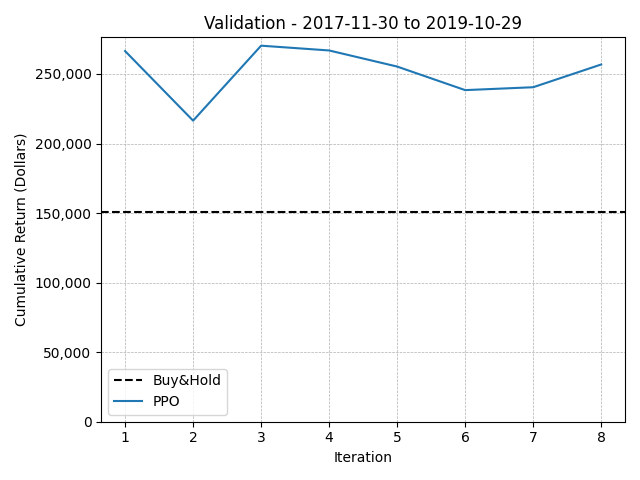 Validation - 2017-11-30 to 2019-10-29
Cumulative Return (Dollars)
250,000
200,000
150,000
100,000
50,000
0
Buy&Hold
PPO
1 2 3 4 5 6 7 8
Iteration